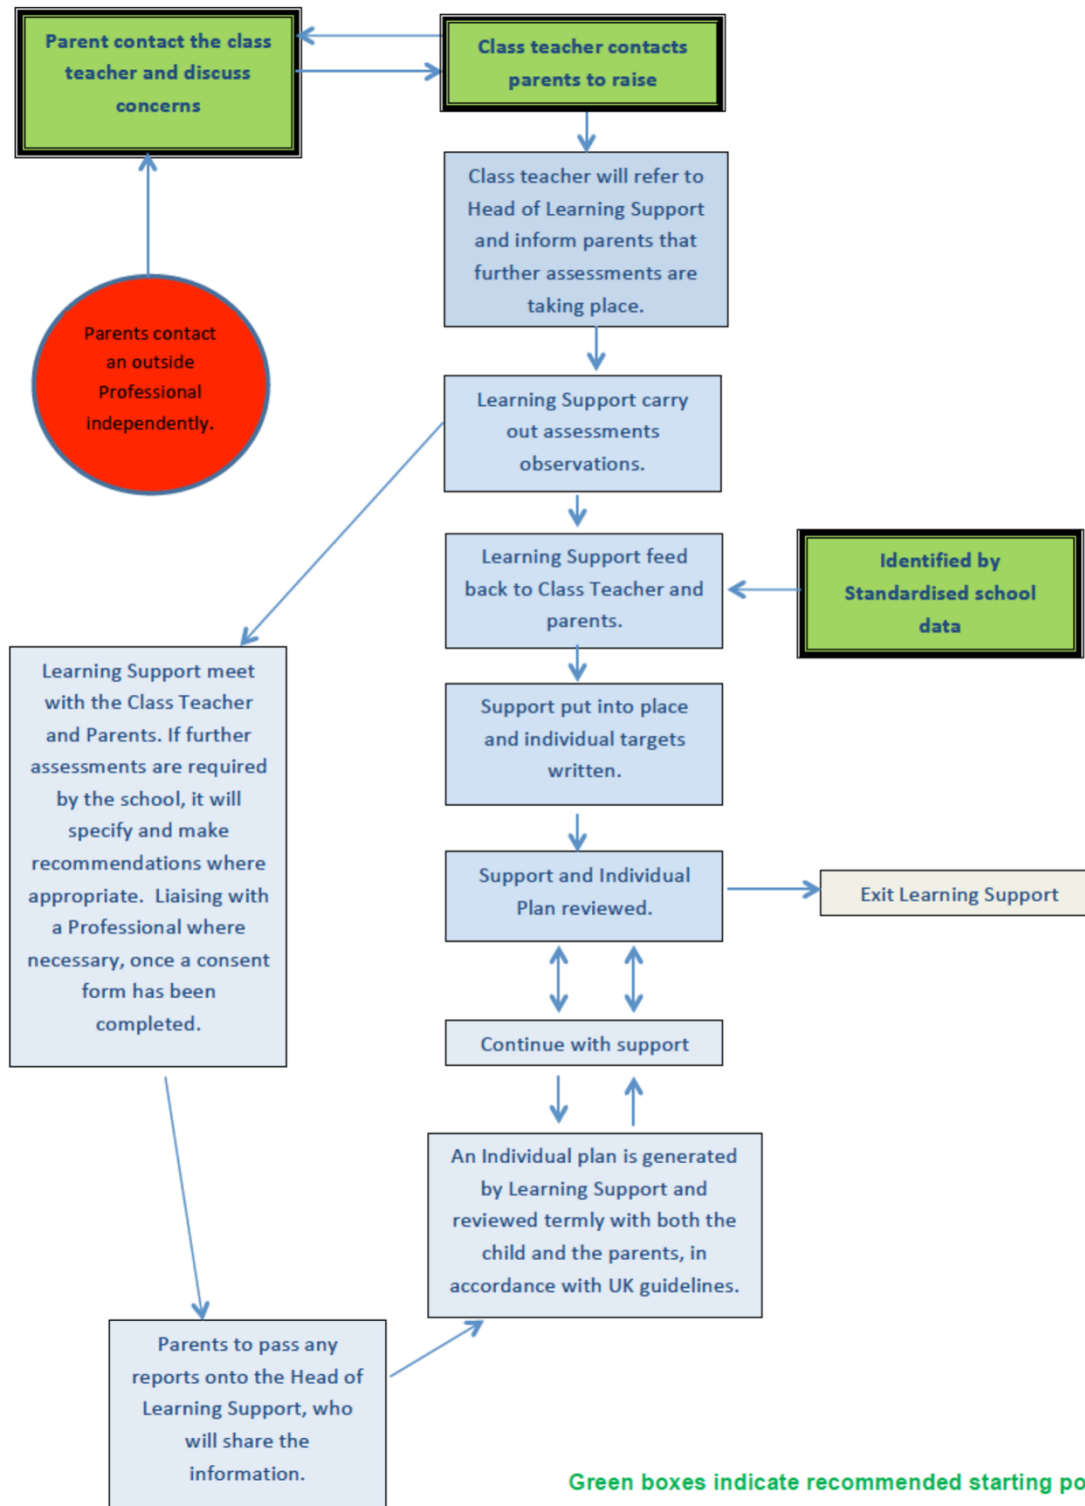 Parent contact the class
teacher and discuss
concerns
Class teacher contacts
parents to raise
Class teacher will refer to
Head of Learning Support
and inform parents that
further assessments are
taking place.
Parents contact
an outside
Professional
independently.
Learning Support carry
out assessments
observations.
Learning Support feed
back to Class Teacher and
parents.
Identified by
Standardised school
data
Learning Support meet
with the Class Teacher
and Parents. If further
assessments are required
by the school, it will
specify and make
recommendations where
appropriate.  Liaising with
a Professional where
necessary, once a consent
form has been
completed.
Support put into place
and individual targets
written.
Support and Individual
Plan reviewed.
Exit Learning Support
Continue with support
An Individual plan is generated
by Learning Support and
reviewed termly with both the
child and the parents, in
accordance with UK guidelines.
Parents to pass any
reports onto the Head of
Learning Support, who
will share the
information.
Green boxes indicate recommended starting po